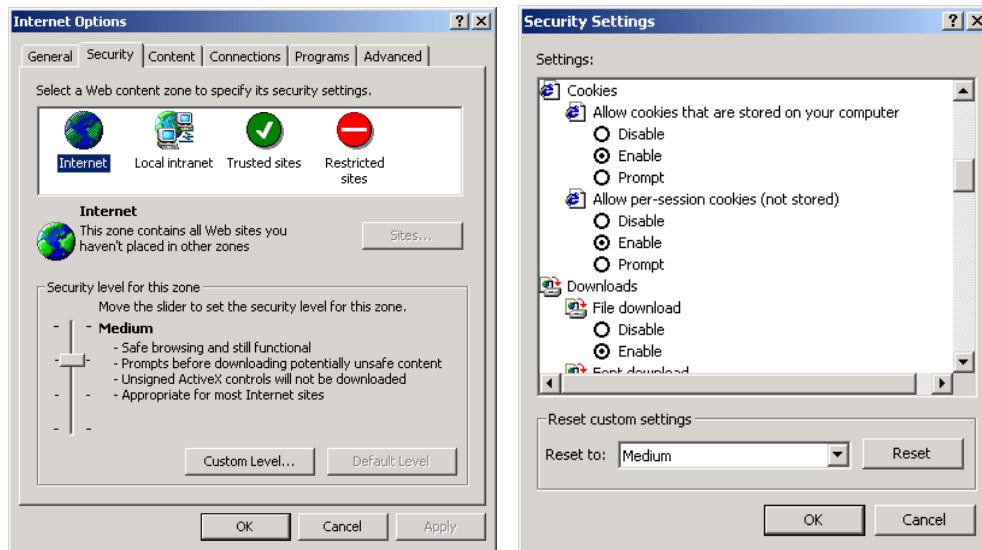 Internet Options
General Security Content Connections Programs Advanced
Select a Web content zone to specify its security settings.
Internet Local intranet Trusted sites Restricted sites
Internet
This zone contains all Web sites you
haven't placed in other zones
Sites...
Security level for this zone
Move the slider to set the security level for this zone.
Medium
- Safe browsing and still functional
- Prompts before downloading potentially unsafe content
- Unsigned ActiveX controls will not be downloaded
- Appropriate for most Internet sites
Custom Level... Default Level
OK Cancel Apply
Security Settings
Settings:
Cookies
Allow cookies that are stored on your computer
Disable
Enable
Prompt
Allow per-session cookies (not stored)
Disable
Enable
Prompt
Downloads
File download
Disable
Enable
Font download
Reset custom settings
Reset to: Medium Reset
OK Cancel